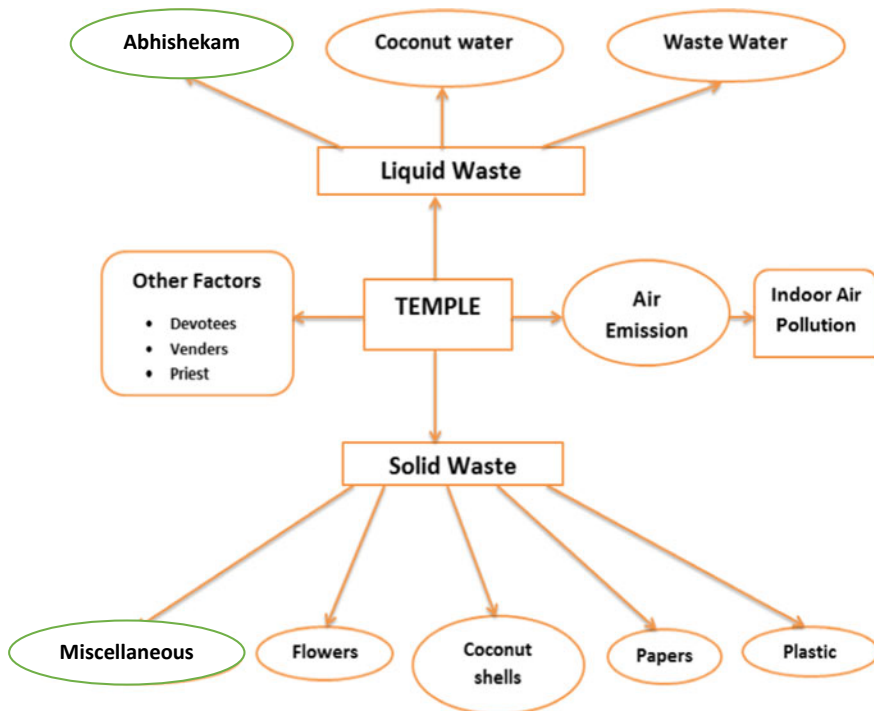 Abhishekam
Coconut water
Waste Water
Liquid Waste
Other Factors
• Devotees
• Venders
• Priest
TEMPLE
Air
Emission
Indoor Air
Pollution
Solid Waste
Miscellaneous
Flowers
Coconut
shells
Papers
Plastic